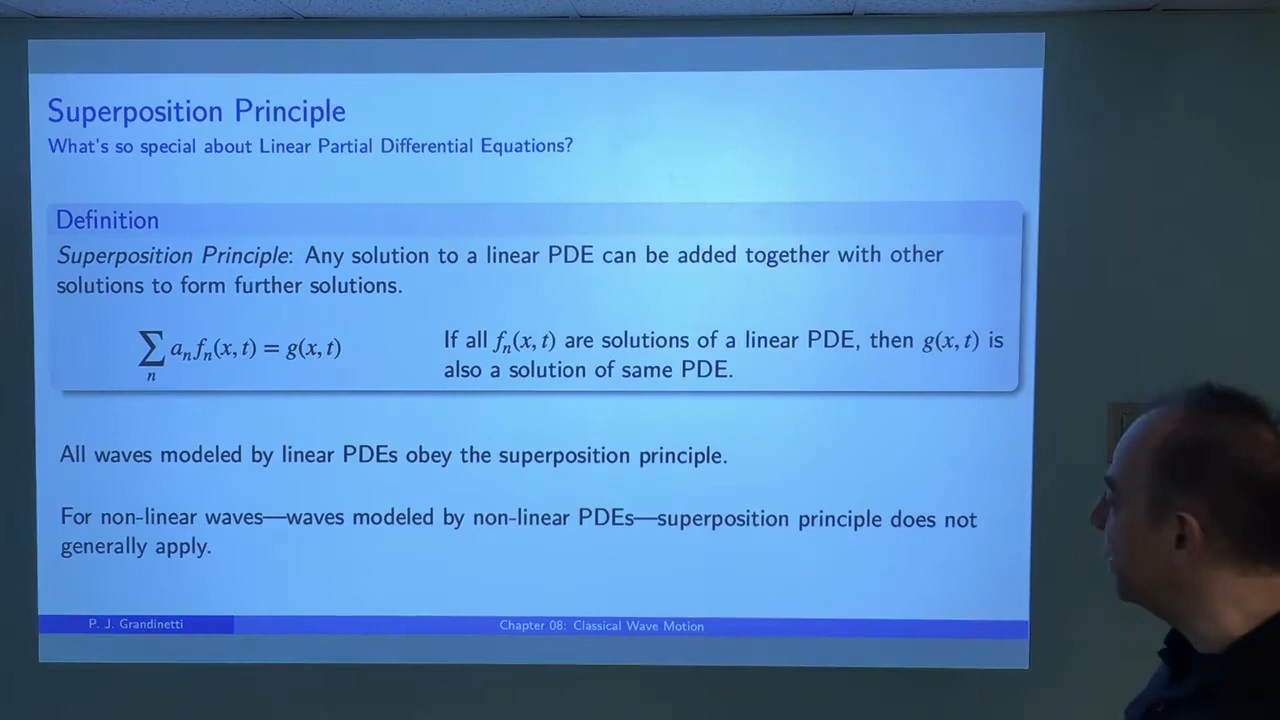 Superposition Principle
What's so special about Linear Partial Differential Equations?
Definition
Superposition Principle: Any solution to a linear PDE can be added together with other
solutions to form further solutions.
∑ₙ aₙfₙ(x, t) = g(x, t)
If all fₙ(x, t) are solutions of a linear PDE, then g(x, t) is
also a solution of same PDE.
All waves modeled by linear PDEs obey the superposition principle.
For non-linear waves—waves modeled by non-linear PDEs—superposition principle does not
generally apply.
P. J. Grandinetti
Chapter 08: Classical Wave Motion